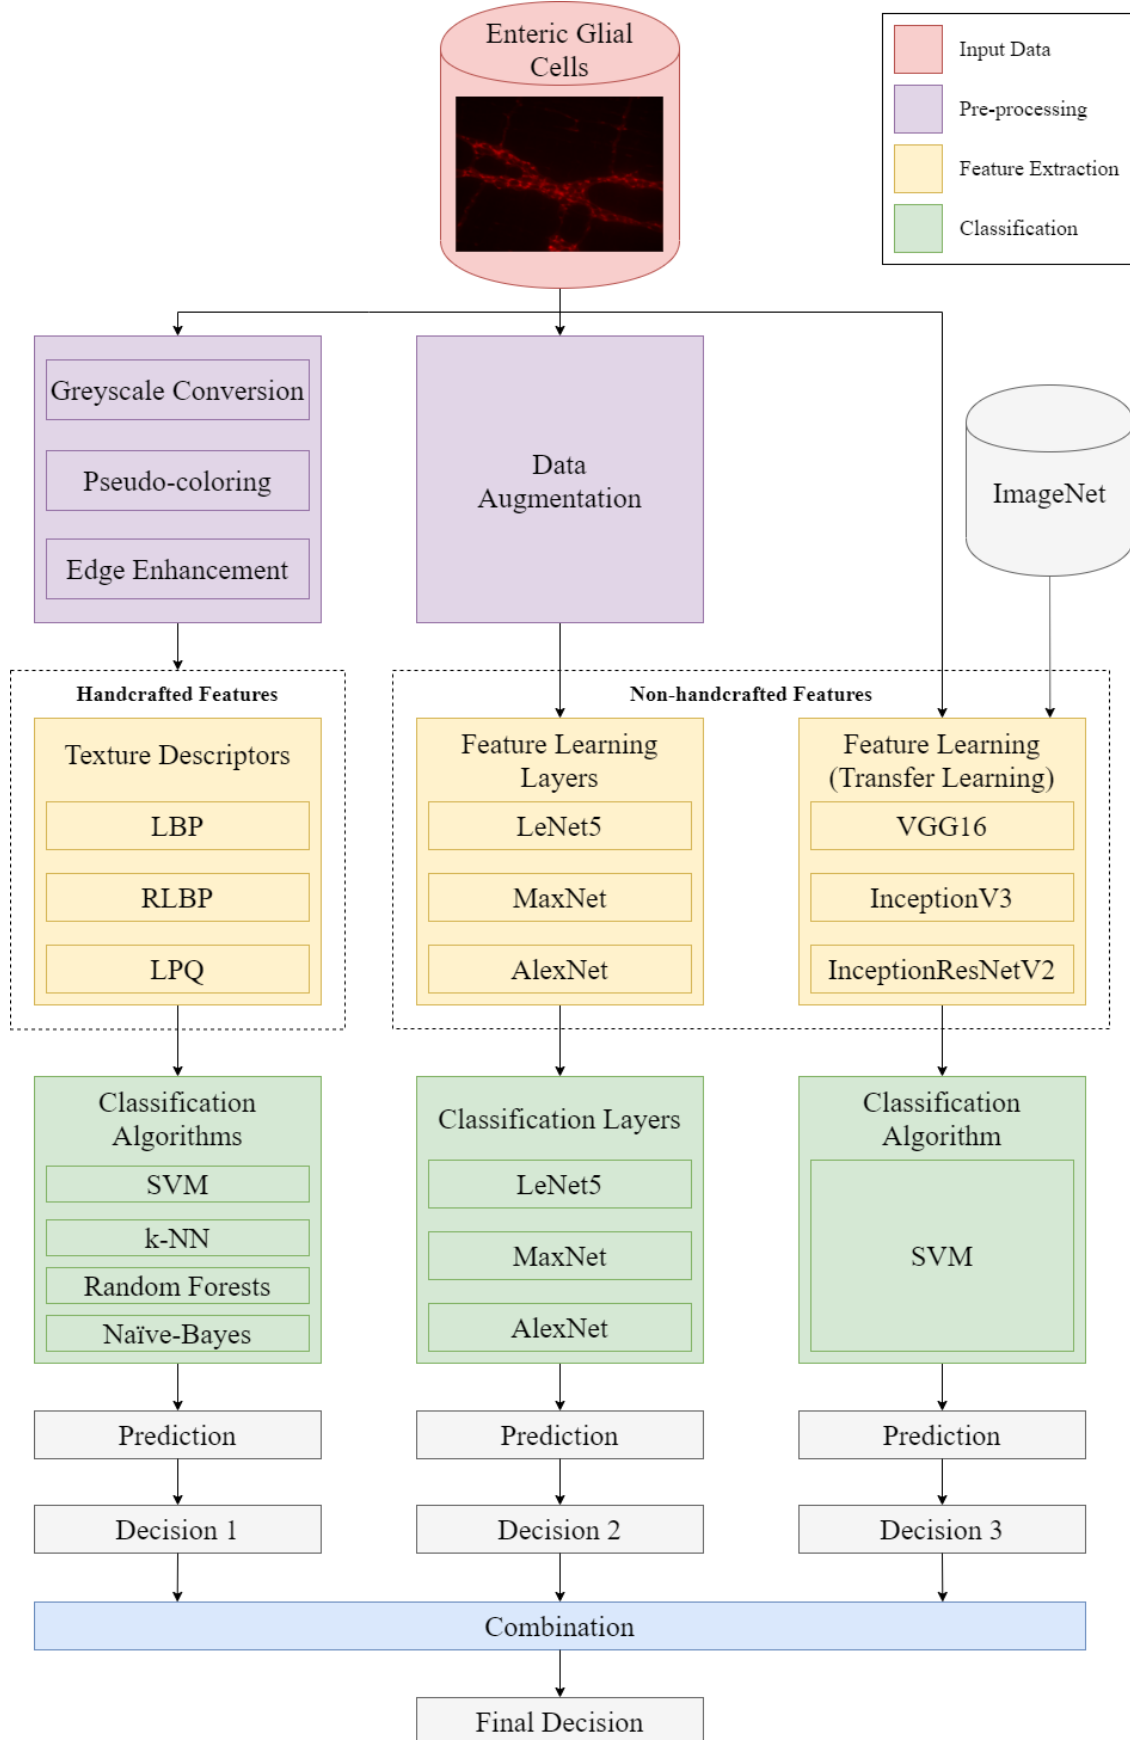 Enteric Glial
Cells
Input Data
Pre-processing
Feature Extraction
Classification
Greyscale Conversion
Pseudo-coloring
Edge Enhancement
Data
Augmentation
ImageNet
Handcrafted Features
Non-handcrafted Features
Texture Descriptors
LBP
RLBP
LPQ
Feature Learning
Layers
LeNet5
MaxNet
AlexNet
Feature Learning
(Transfer Learning)
VGG16
InceptionV3
InceptionResNetV2
Classification
Algorithms
SVM
k-NN
Random Forests
Naïve-Bayes
Classification Layers
LeNet5
MaxNet
AlexNet
Classification
Algorithm
SVM
Prediction
Prediction
Prediction
Decision 1
Decision 2
Decision 3
Combination
Final Decision